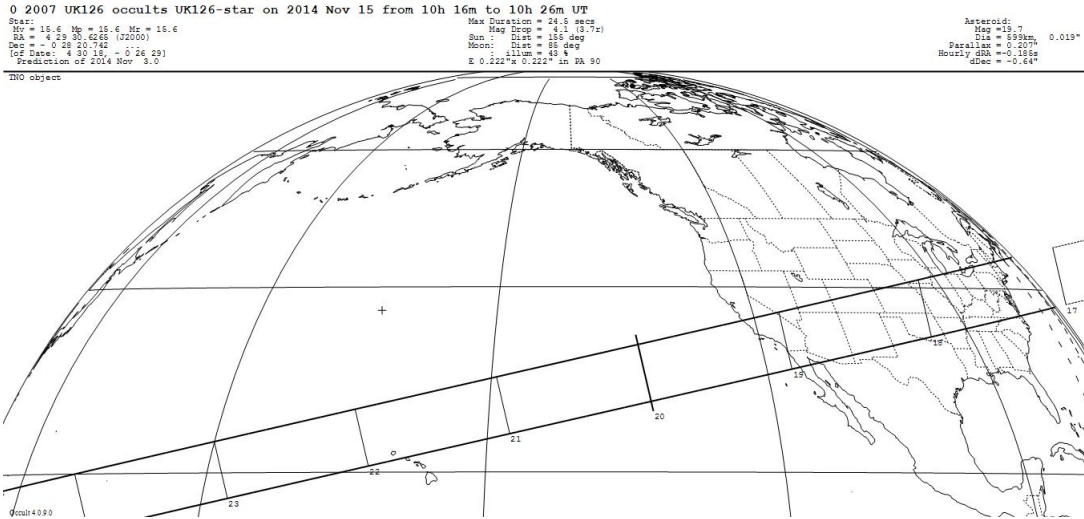 0 2007 UK126 occults UK126-star on 2014 Nov 15 from 10h 16m to 10h 26m UT
Star:
Mv = 15.6 Mp = 15.6 Mr = 15.6
RA = 4 29 30.6265 (J2000)
Dec = - 0 28 20.742 ...
[of Date: 4 30 18, - 0 26 29]
Prediction of 2014 Nov 3.0
Max Duration = 24.5 secs
Mag Drop = 4.1 (3.7r)
Sun : Dist = 155 deg
Moon: Dist = 85 deg
: illum = 43 %
E 0.222"x 0.222" in PA 90
Asteroid:
Mag =19.7
Dia = 599km, 0.019"
Parallax = 0.207"
Hourly dRA =-0.185s
dDec = -0.64"
TNO object
17
18
19
20
21
22
23
Occult 4.0.9.0